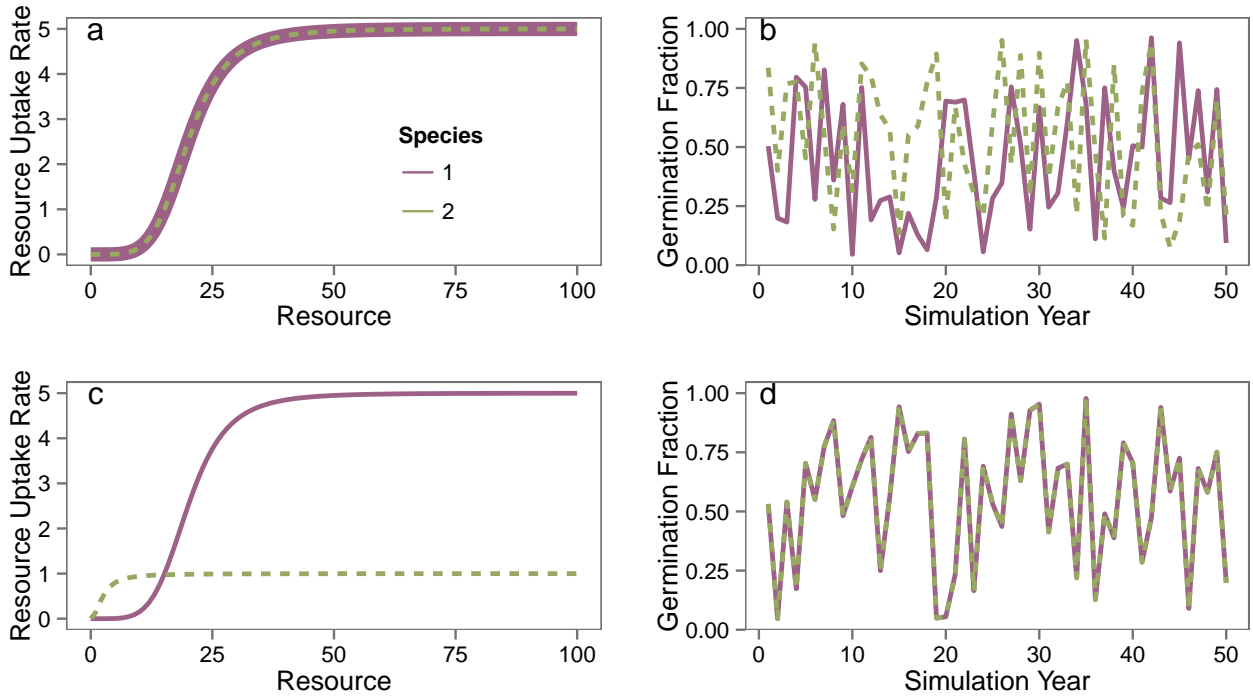 a
Resource Uptake Rate
5
4
3
2
1
0
Species
1
2
0 25 50 75 100
Resource
b
Germination Fraction
1.00
0.75
0.50
0.25
0.00
0 10 20 30 40 50
Simulation Year
c
Resource Uptake Rate
5
4
3
2
1
0
0 25 50 75 100
Resource
d
Germination Fraction
1.00
0.75
0.50
0.25
0.00
0 10 20 30 40 50
Simulation Year